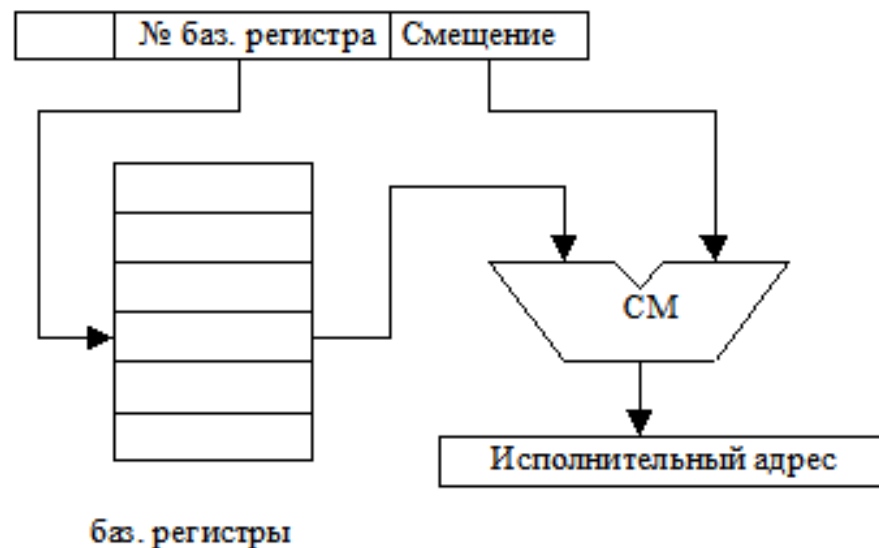 № баз. регистра Смещение
СМ
Исполнительный адрес
баз. регистры